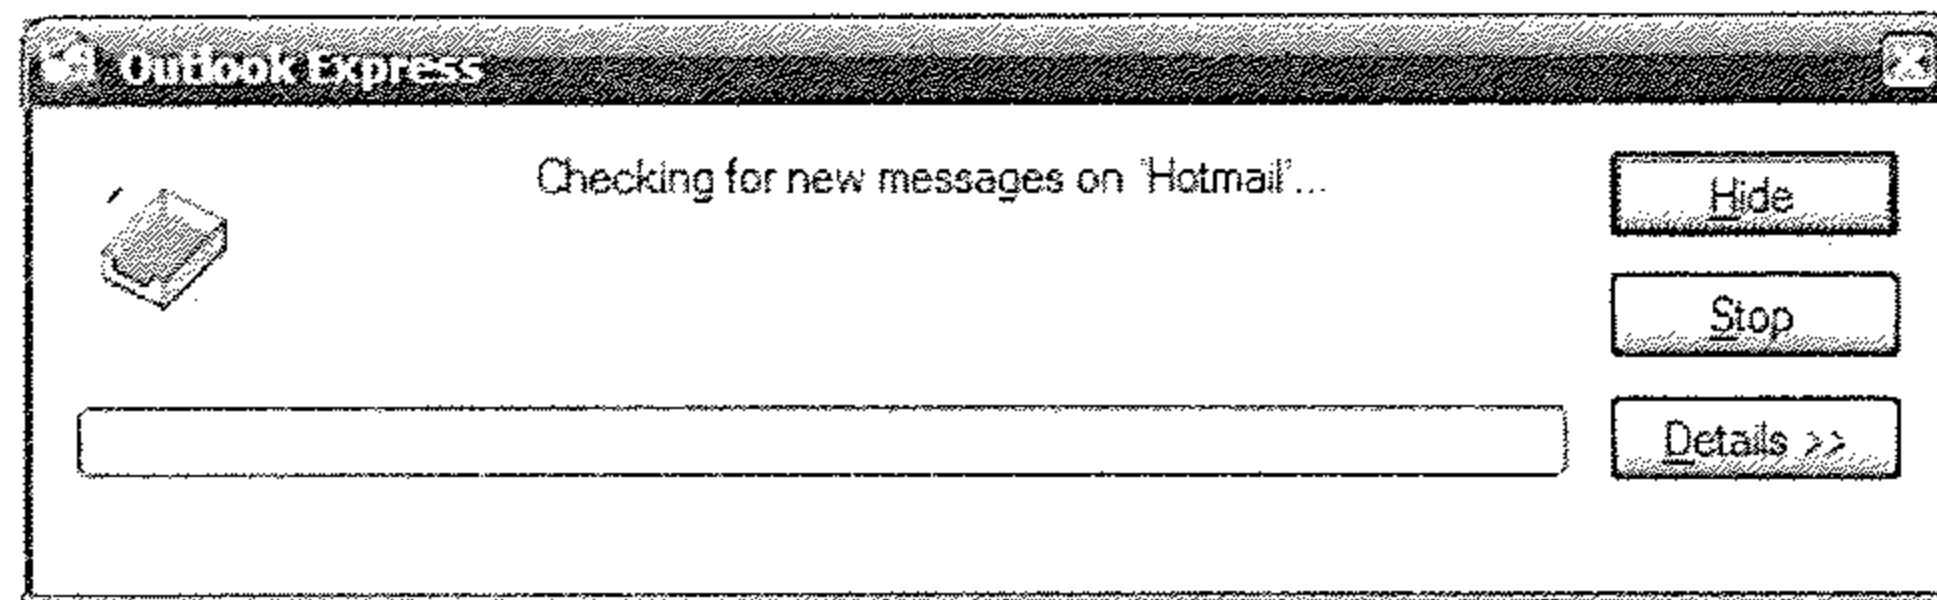 Outlook Express
Checking for new messages on 'Hotmail'...
Hide
Stop
Details >>